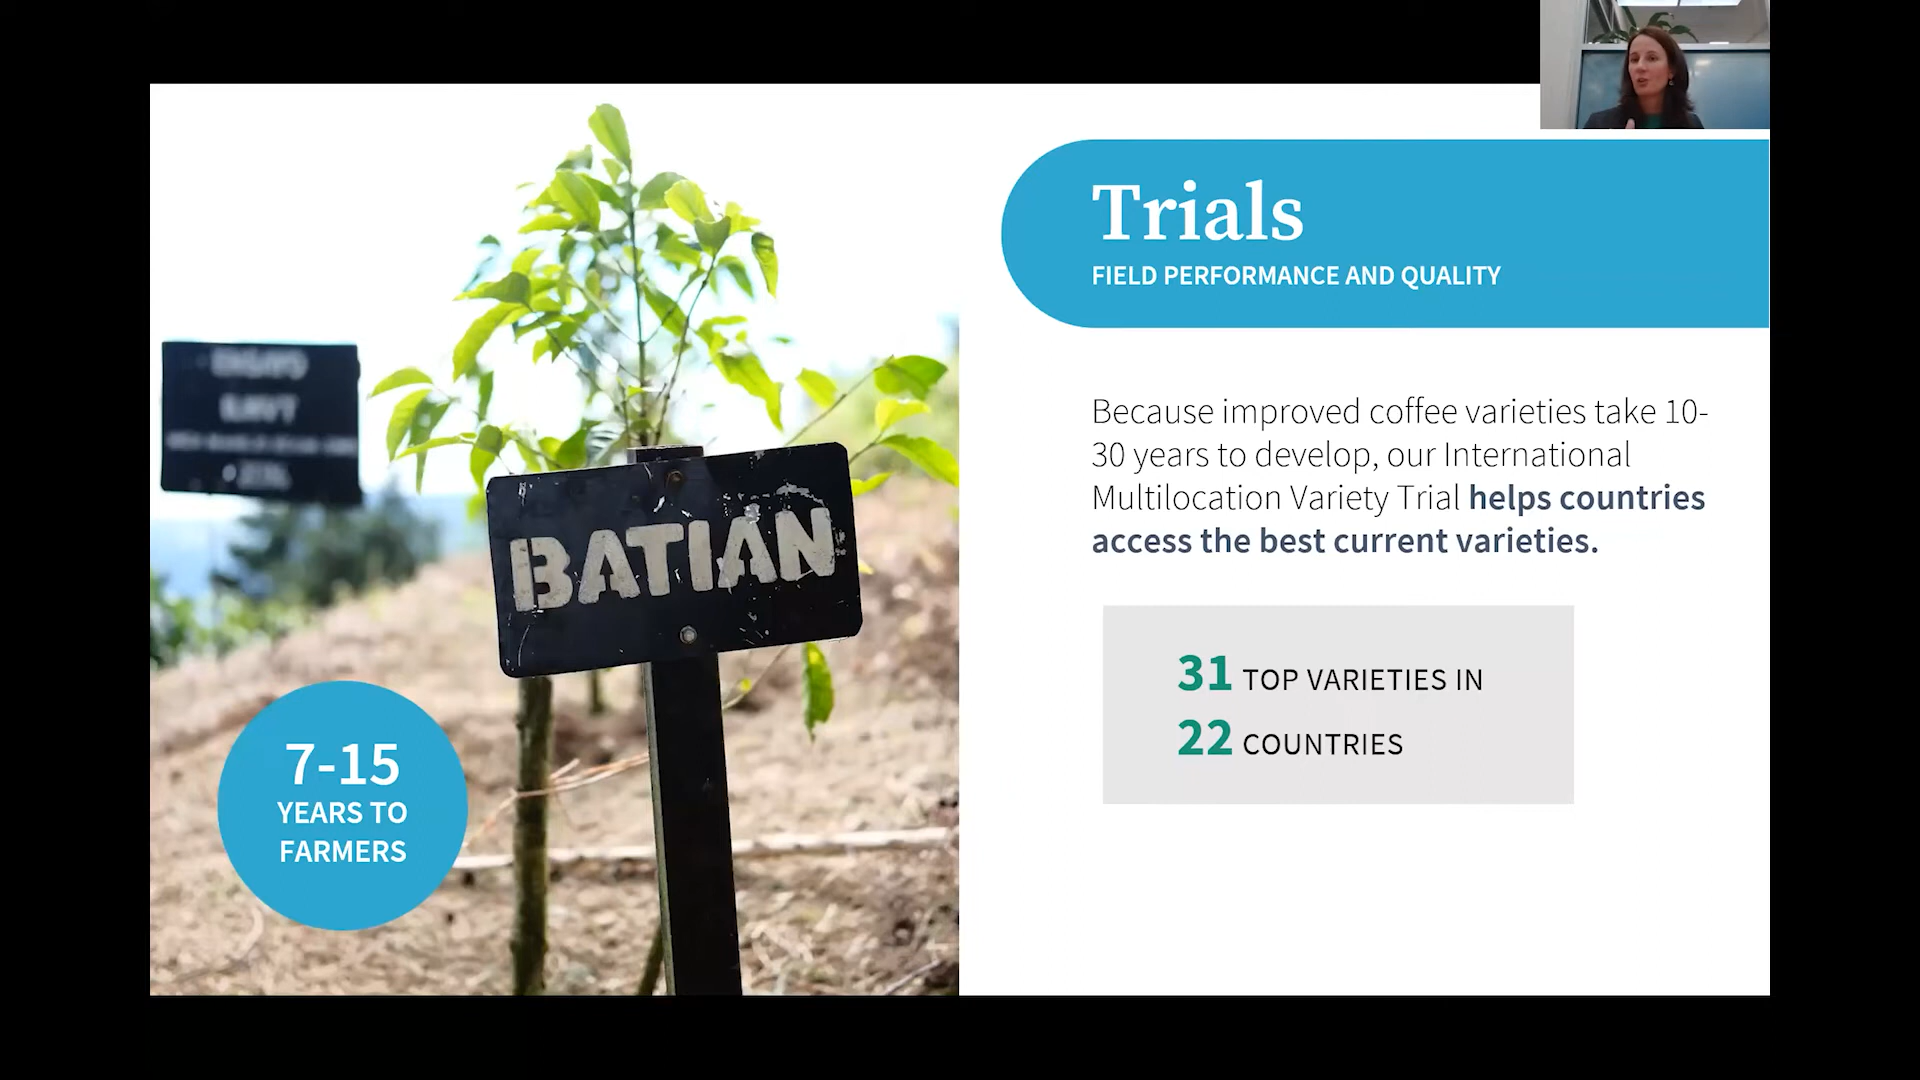 Trials
FIELD PERFORMANCE AND QUALITY
Because improved coffee varieties take 10-
30 years to develop, our International
Multilocation Variety Trial helps countries
access the best current varieties.
31 TOP VARIETIES IN
22 COUNTRIES
BATIAN
7-15
YEARS TO
FARMERS